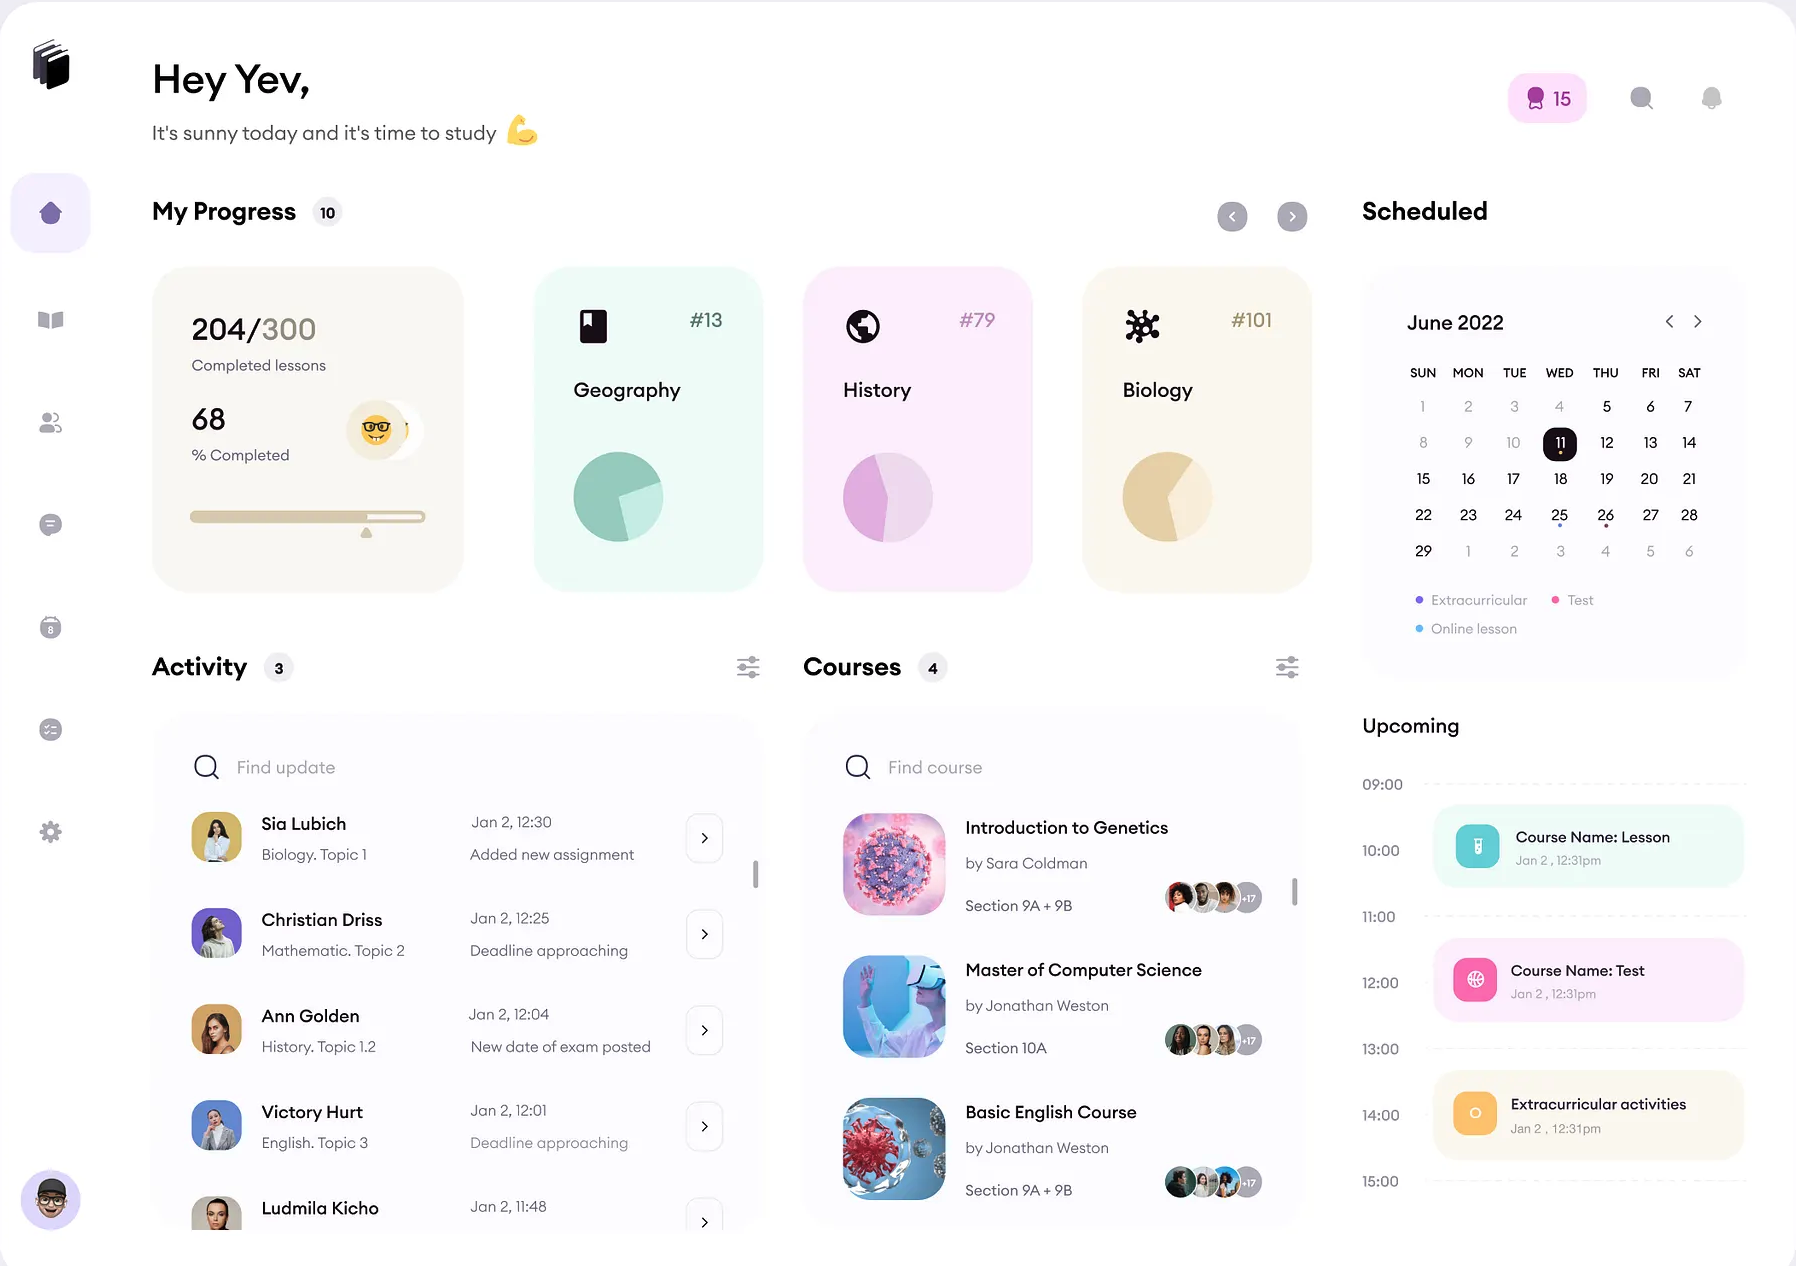 Hey Yev,
It's sunny today and it's time to study
15
My Progress 10
204/300
Completed lessons
68
% Completed
#13
Geography
#79
History
#101
Biology
Scheduled
June 2022
SUN MON TUE WED THU FRI SAT
1 2 3 4 5 6 7
8 9 10 11 12 13 14
15 16 17 18 19 20 21
22 23 24 25 26 27 28
29 1 2 3 4 5 6
Extracurricular Test
Online lesson
8
Activity 3
Find update
Sia Lubich Jan 2, 12:30
Biology. Topic 1 Added new assignment
Christian Driss Jan 2, 12:25
Mathematic. Topic 2 Deadline approaching
Ann Golden Jan 2, 12:04
History. Topic 1.2 New date of exam posted
Victory Hurt Jan 2, 12:01
English. Topic 3 Deadline approaching
Ludmila Kicho Jan 2, 11:48
Courses 4
Find course
Introduction to Genetics
by Sara Coldman
Section 9A + 9B +17
Master of Computer Science
by Jonathan Weston
Section 10A +17
Basic English Course
by Jonathan Weston
Section 9A + 9B +17
Upcoming
09:00
Course Name: Lesson
10:00
Jan 2 , 12:31pm
11:00
Course Name: Test
12:00
Jan 2 , 12:31pm
13:00
Extracurricular activities
14:00
Jan 2 , 12:31pm
15:00